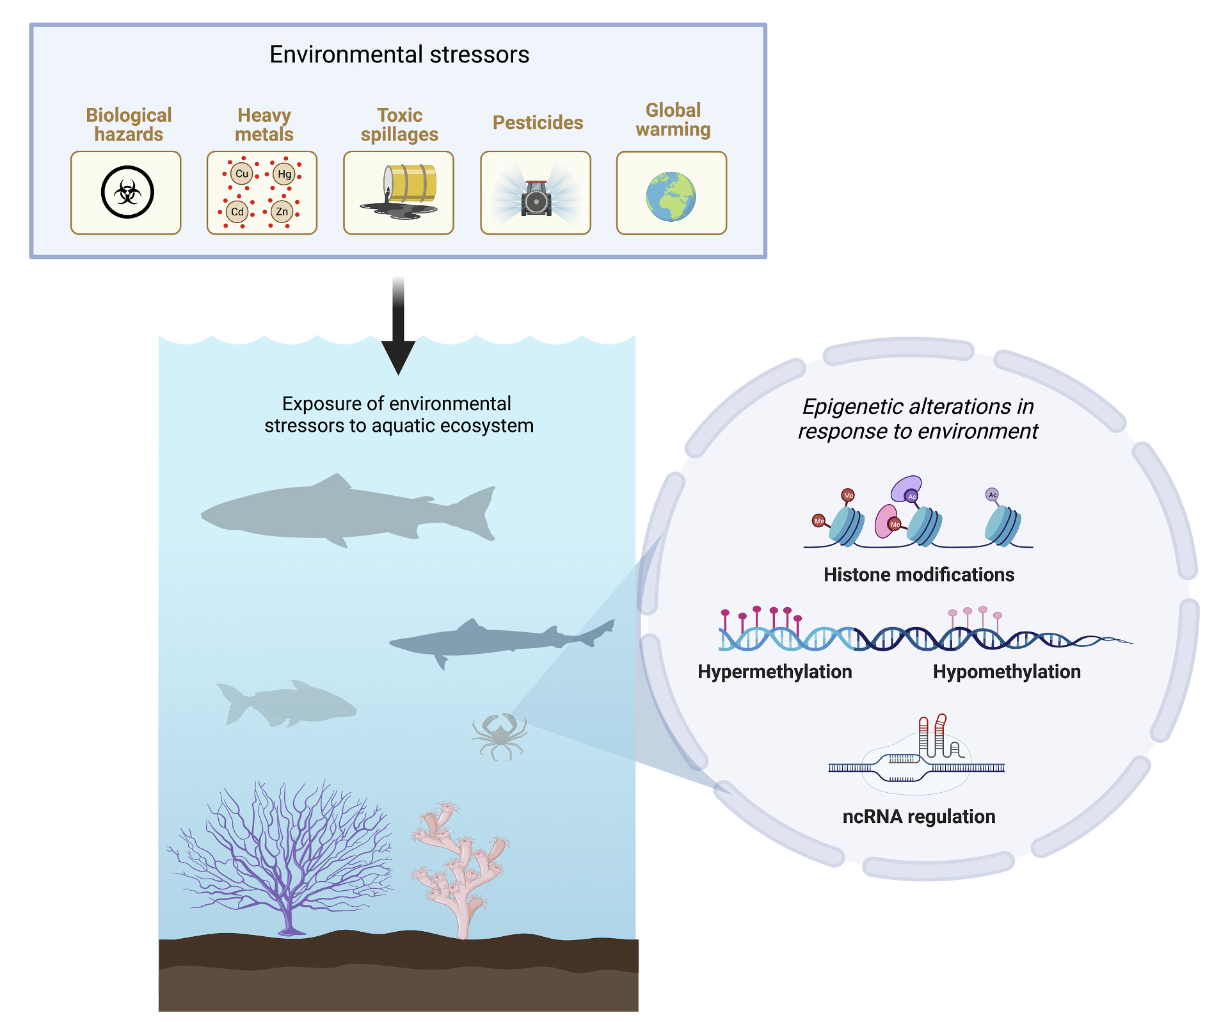 Environmental stressors
Biological
hazards
Heavy
metals
Toxic
spillages
Pesticides
Global
warming
Cu
Hg
Cd
Zn
Exposure of environmental
stressors to aquatic ecosystem
Epigenetic alterations in
response to environment
Me
Me
Ac
Me
Ac
Histone modifications
Hypermethylation
Hypomethylation
ncRNA regulation